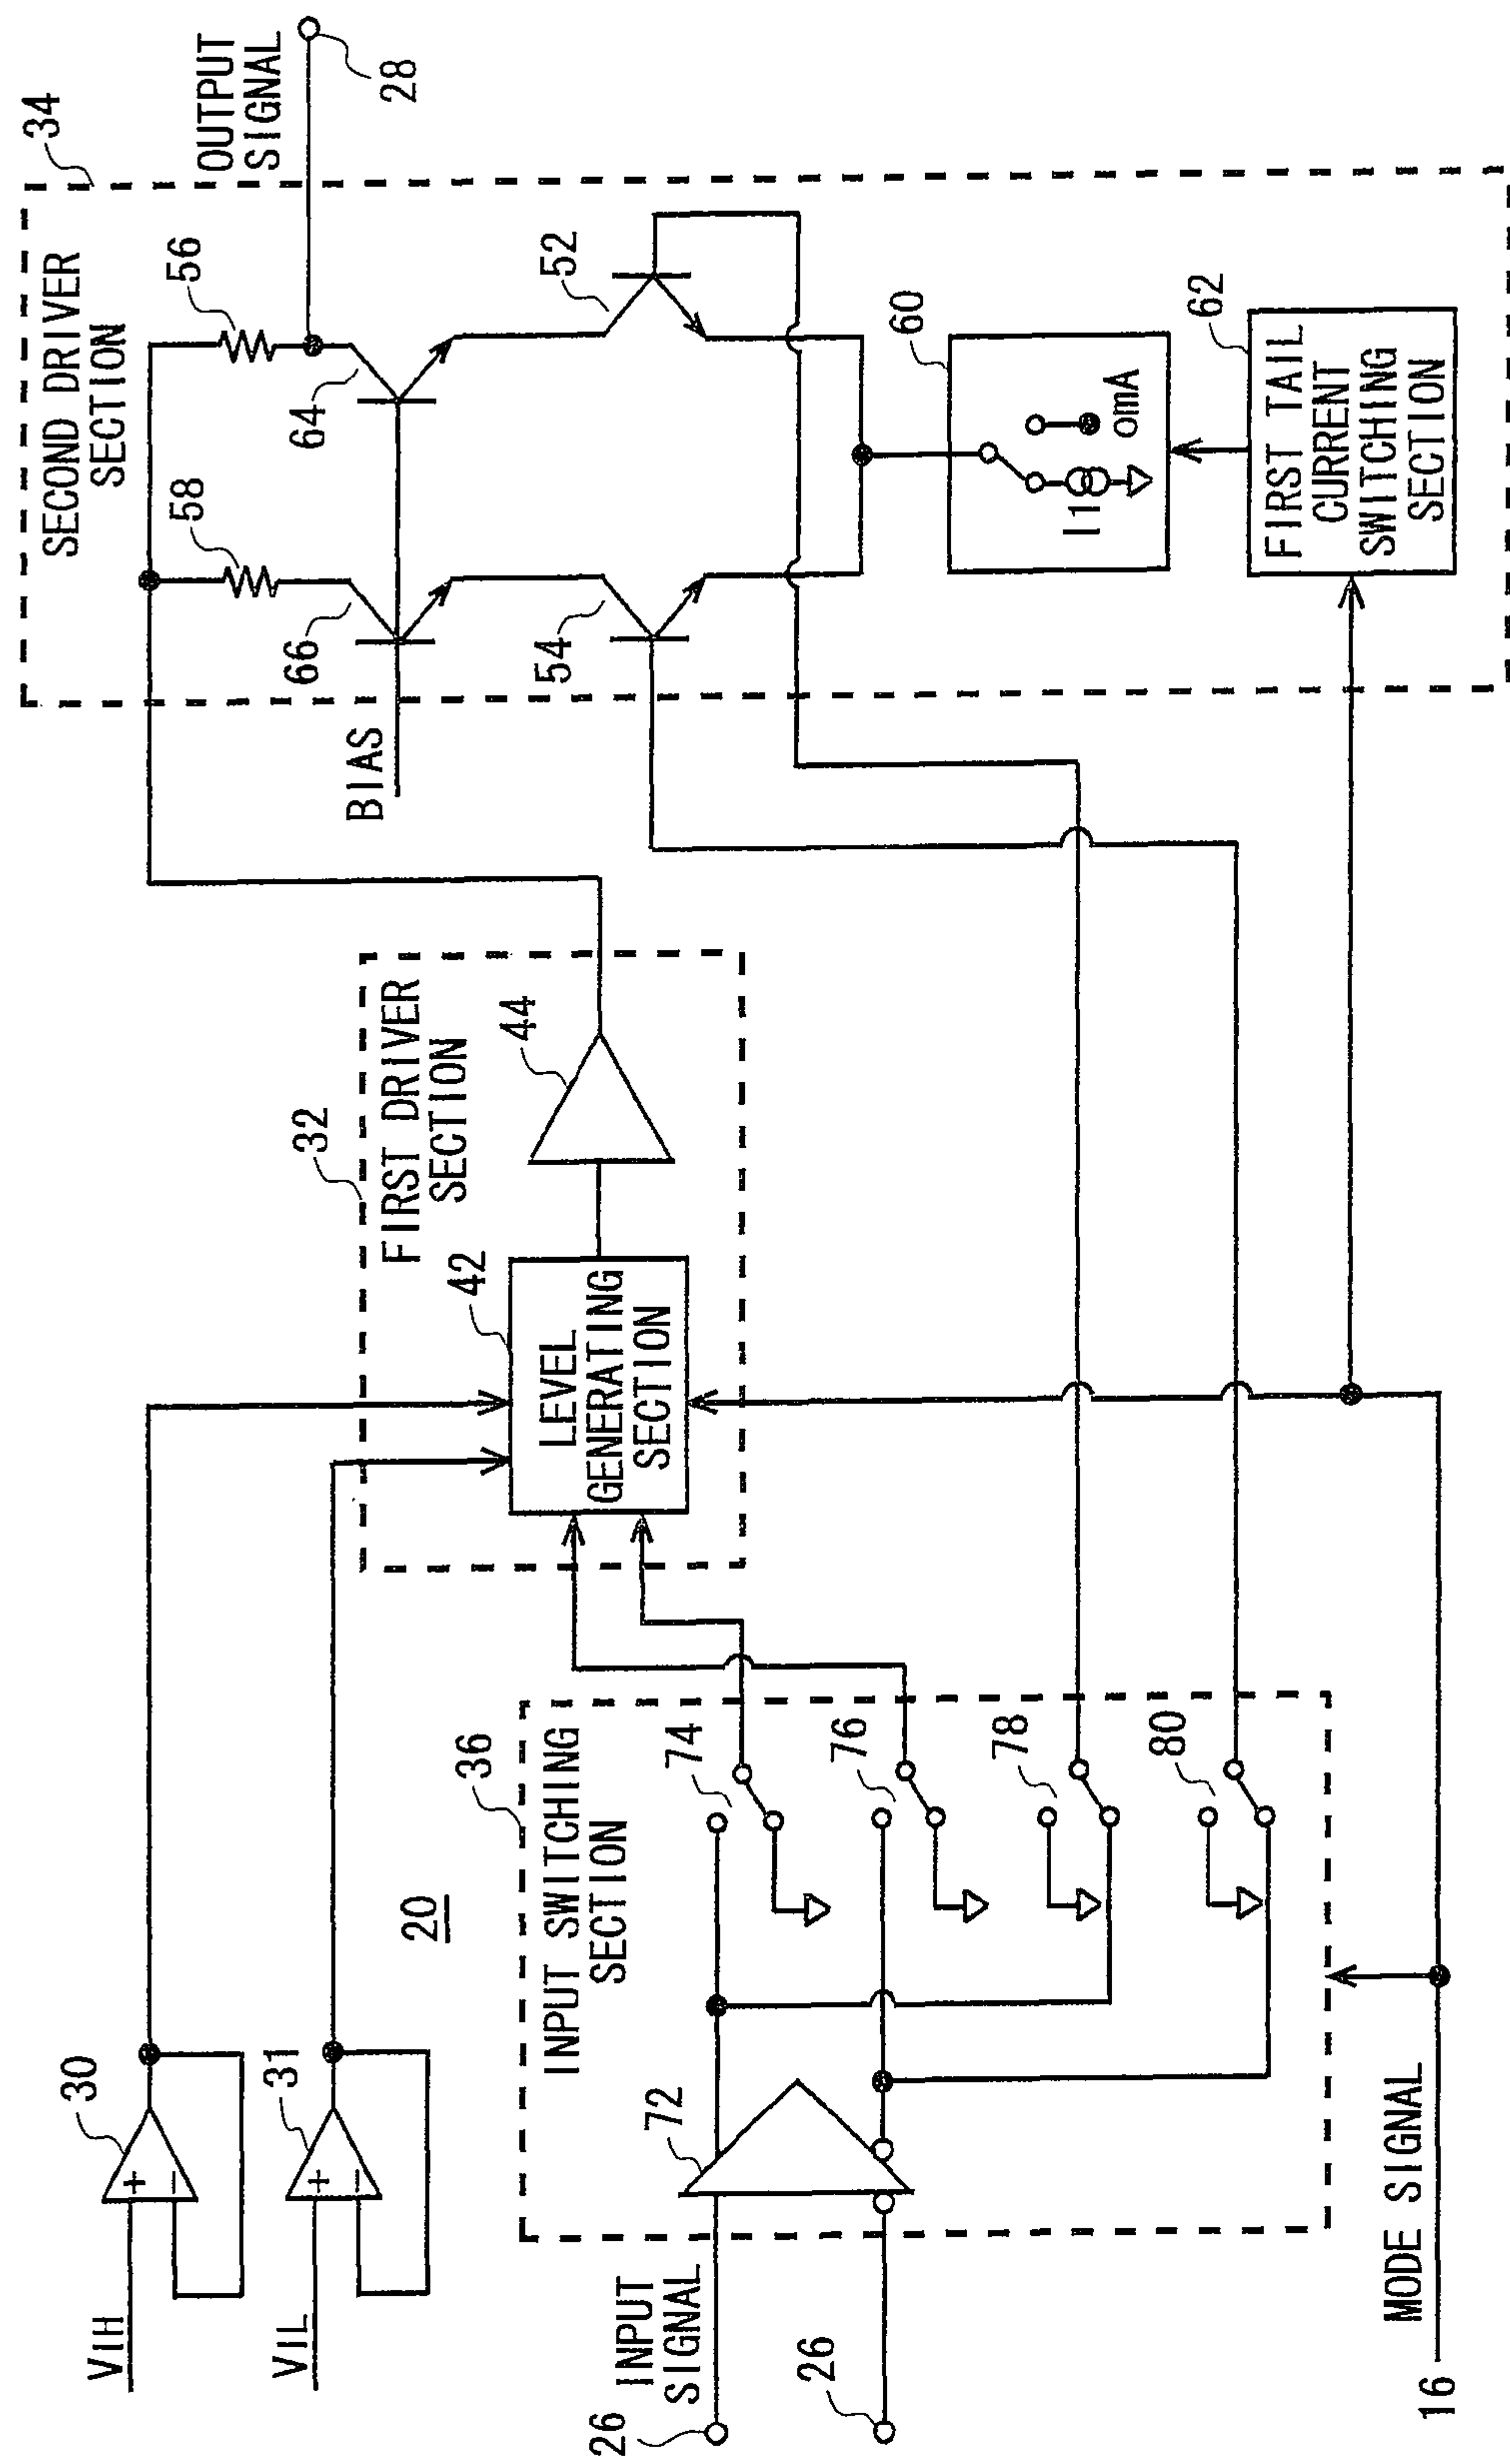 VIH
30
VIL
31
20
INPUT
SIGNAL
26
26
72
36
INPUT SWITCHING
SECTION
74
76
78
80
MODE SIGNAL
16
32
FIRST DRIVER
SECTION
42
LEVEL
GENERATING
SECTION
44
34
SECOND DRIVER
SECTION
BIAS
58
56
66
64
54
52
60
I1
0mA
62
FIRST TAIL
CURRENT
SWITCHING
SECTION
OUTPUT
SIGNAL
28